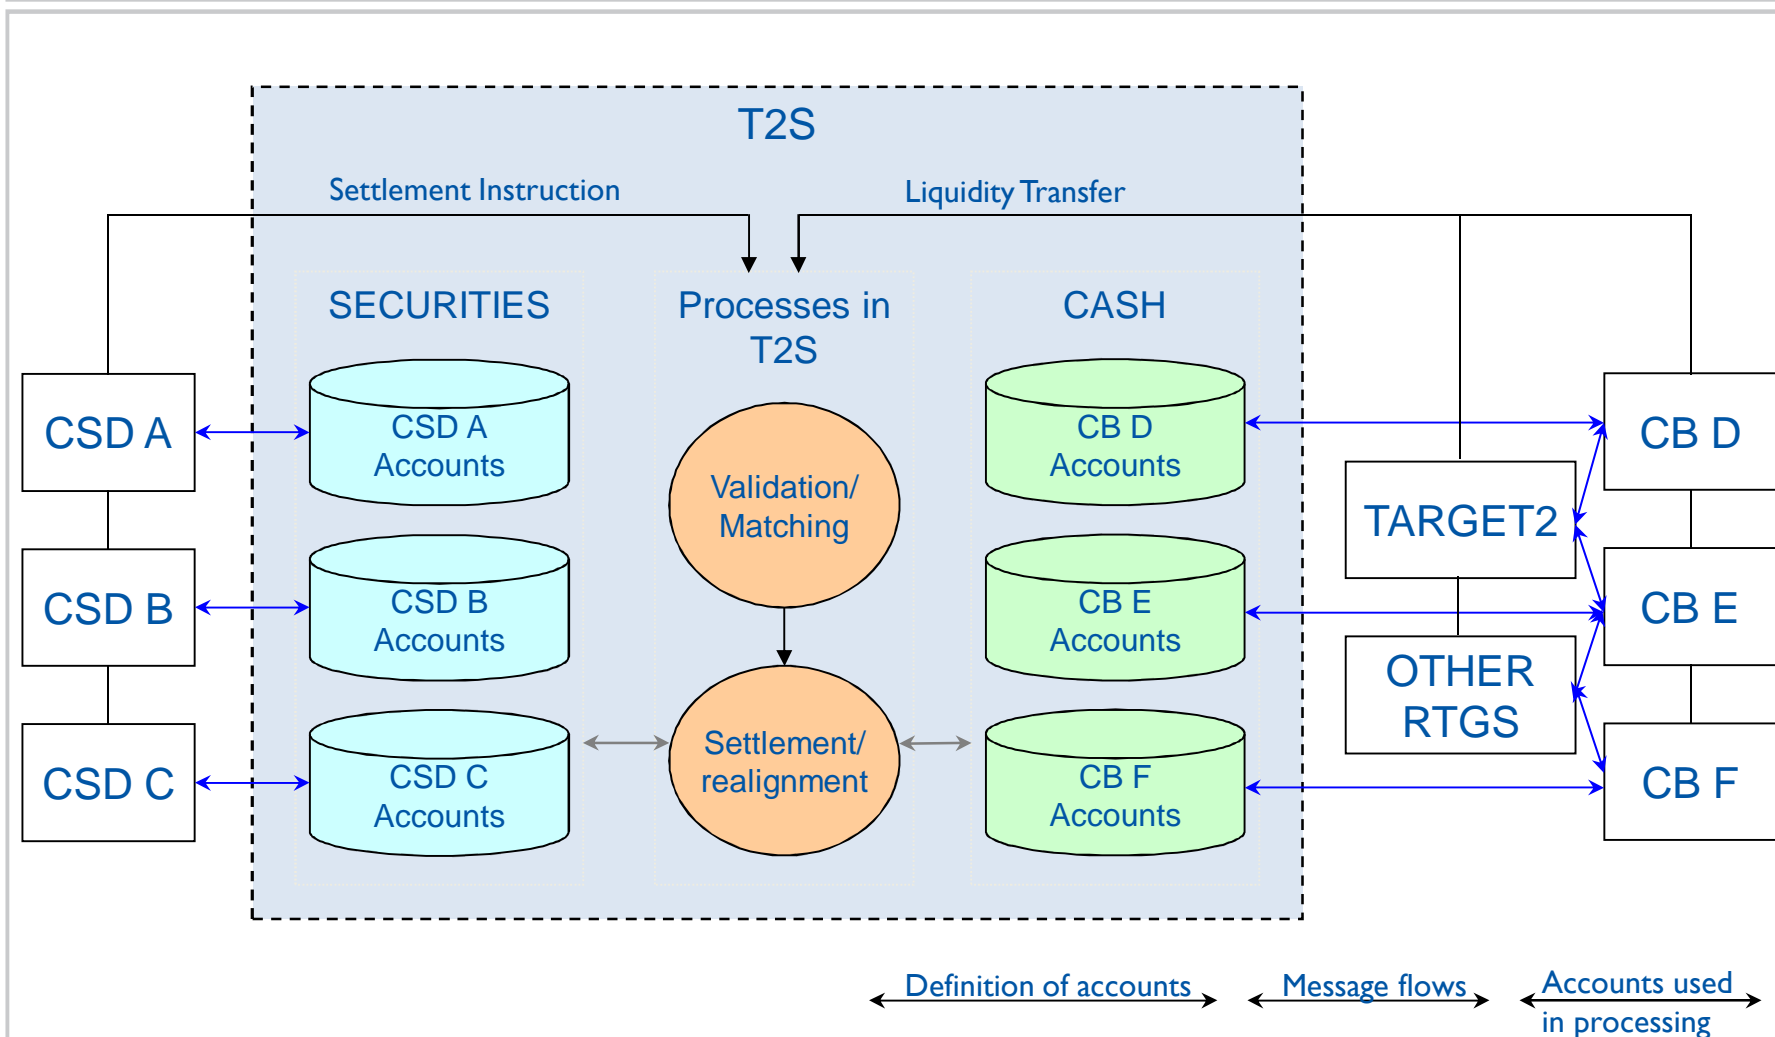 T2S
Settlement Instruction
Liquidity Transfer
SECURITIES
Processes in
T2S
CASH
CSD A
CSD B
CSD C
CSD A
Accounts
CSD B
Accounts
CSD C
Accounts
Validation/
Matching
Settlement/
realignment
CB D
Accounts
CB E
Accounts
CB F
Accounts
TARGET2
OTHER
RTGS
CB D
CB E
CB F
Definition of accounts
Message flows
Accounts used
in processing